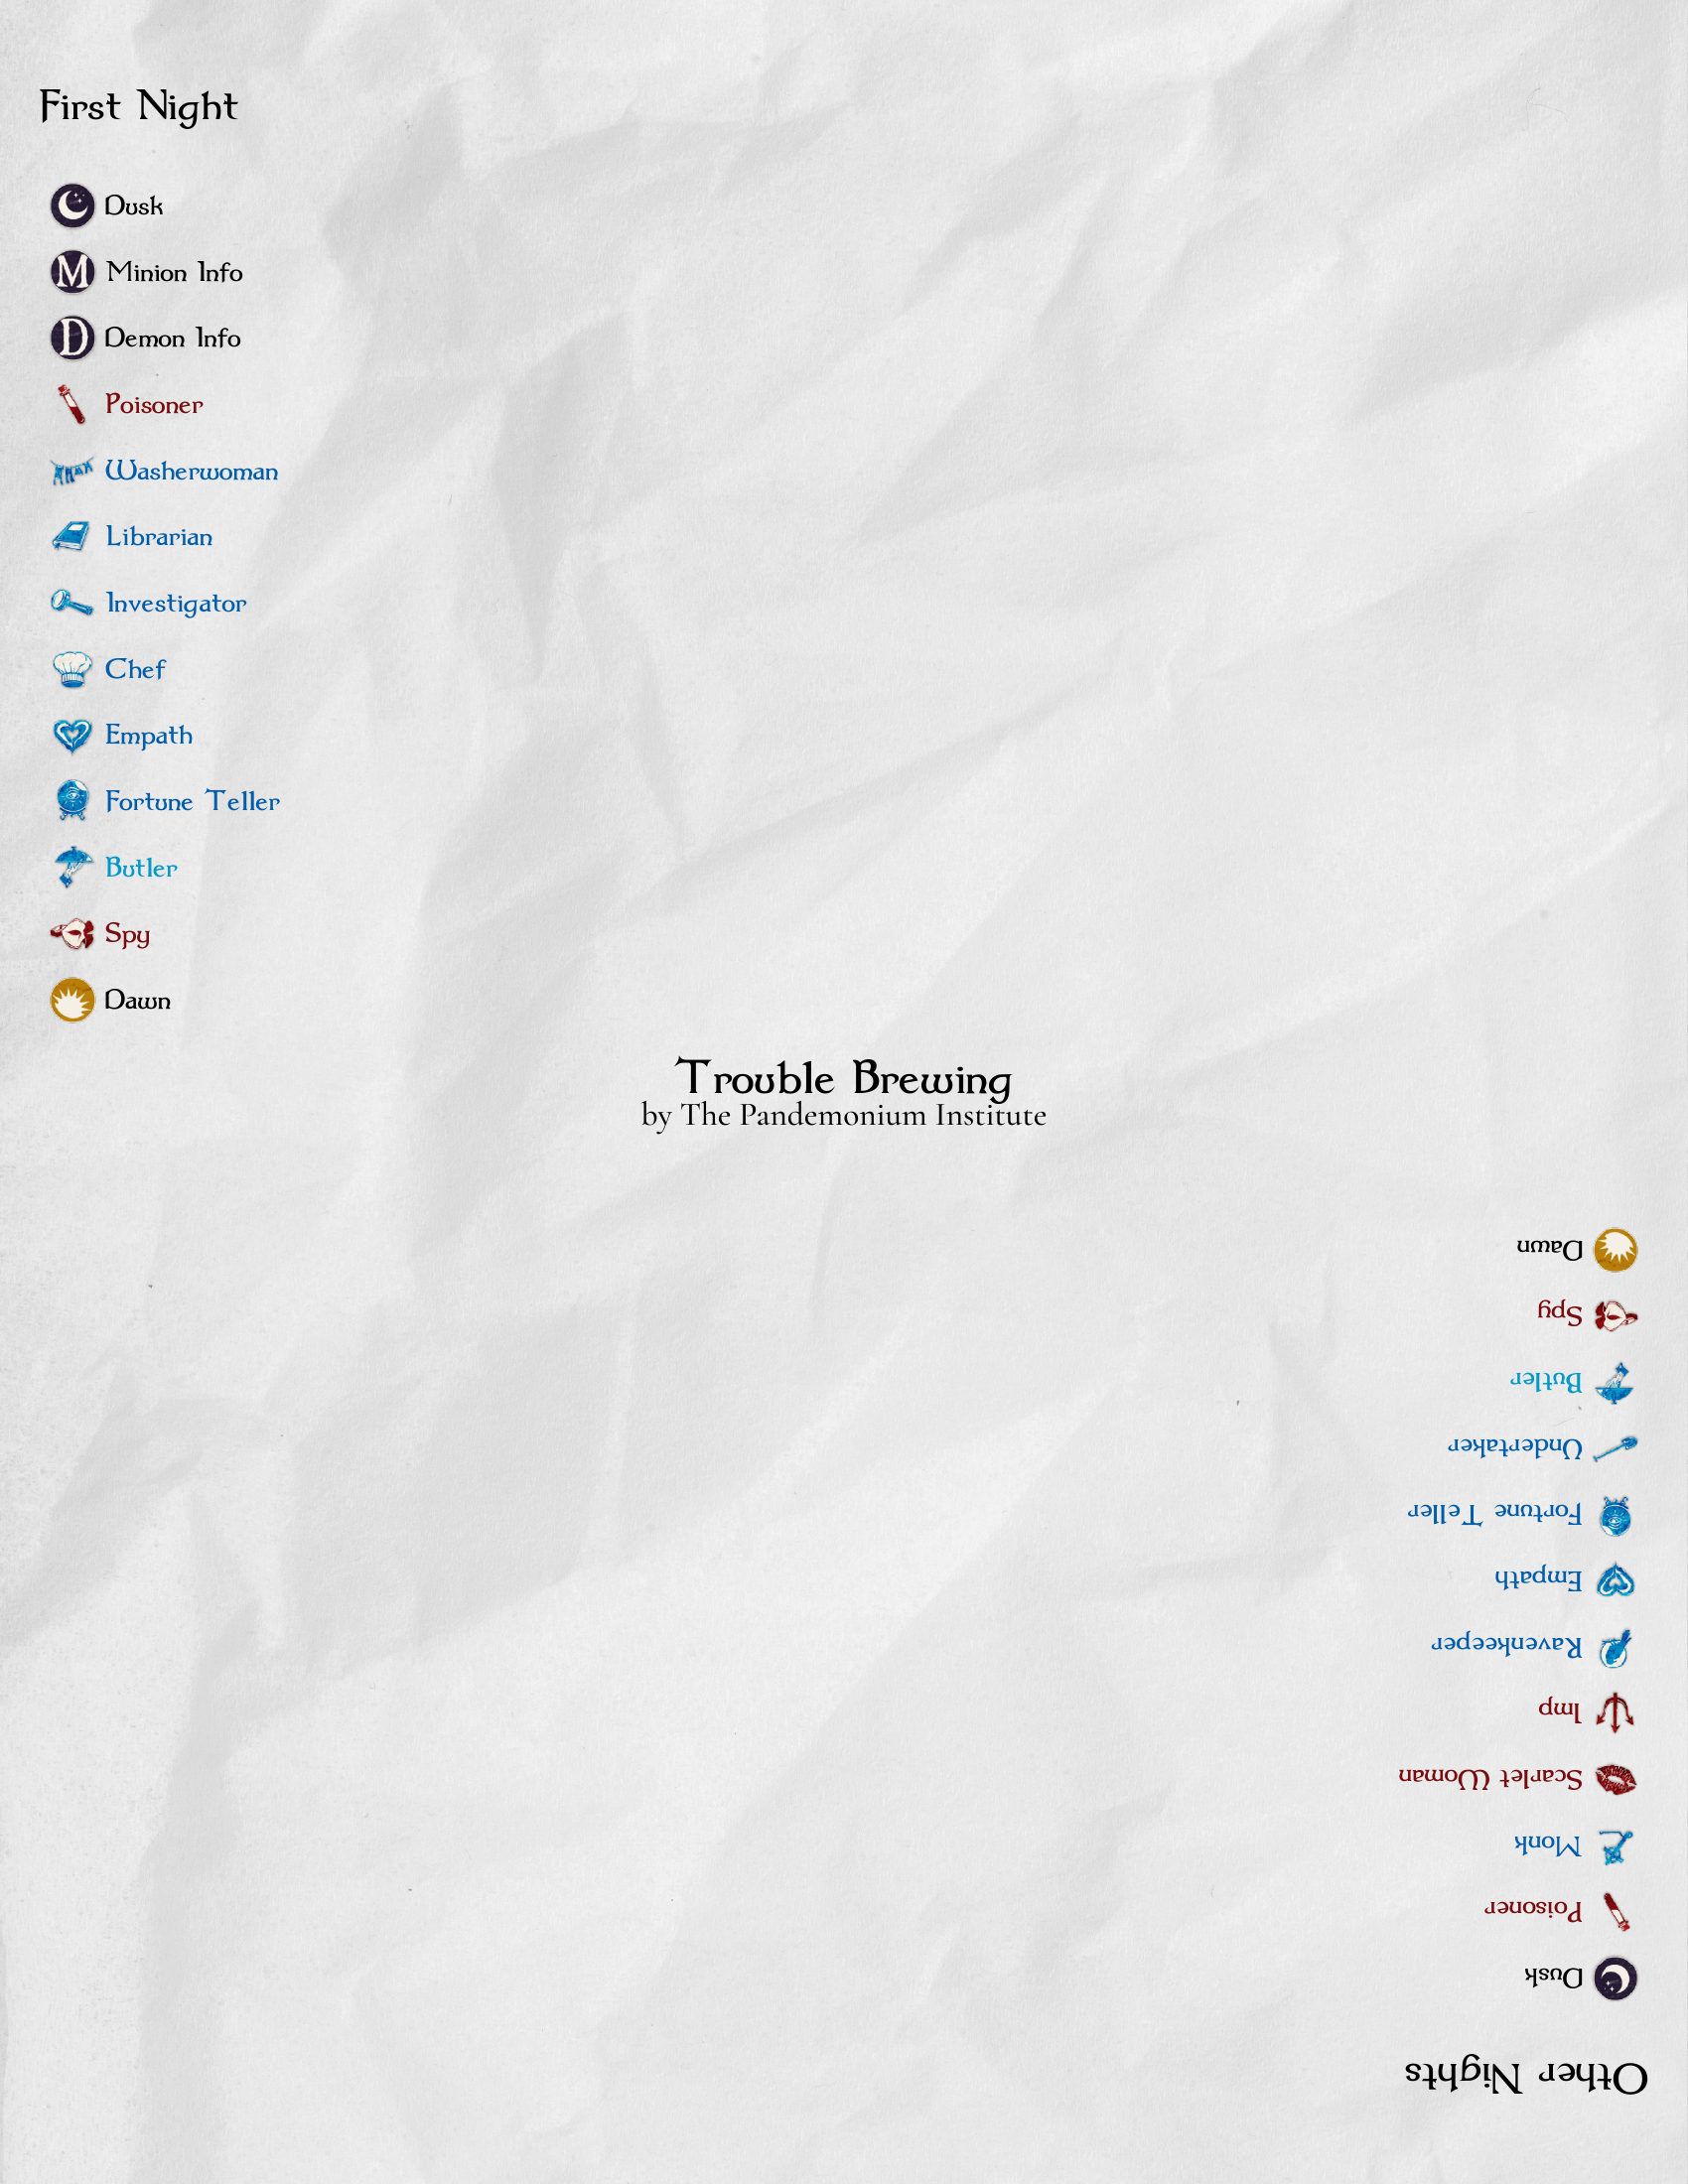 First Night
Dusk
M Minion Info
D Demon Info
Poisoner
Washerwoman
Librarian
Investigator
Chef
Empath
Fortune Teller
Butler
Spy
Dawn
Trouble Brewing
by The Pandemonium Institute
Other Nights
Dusk
Poisoner
Monk
Scarlet Woman
Imp
Ravenkeeper
Empath
Fortune Teller
Undertaker
Butler
Spy
Dawn